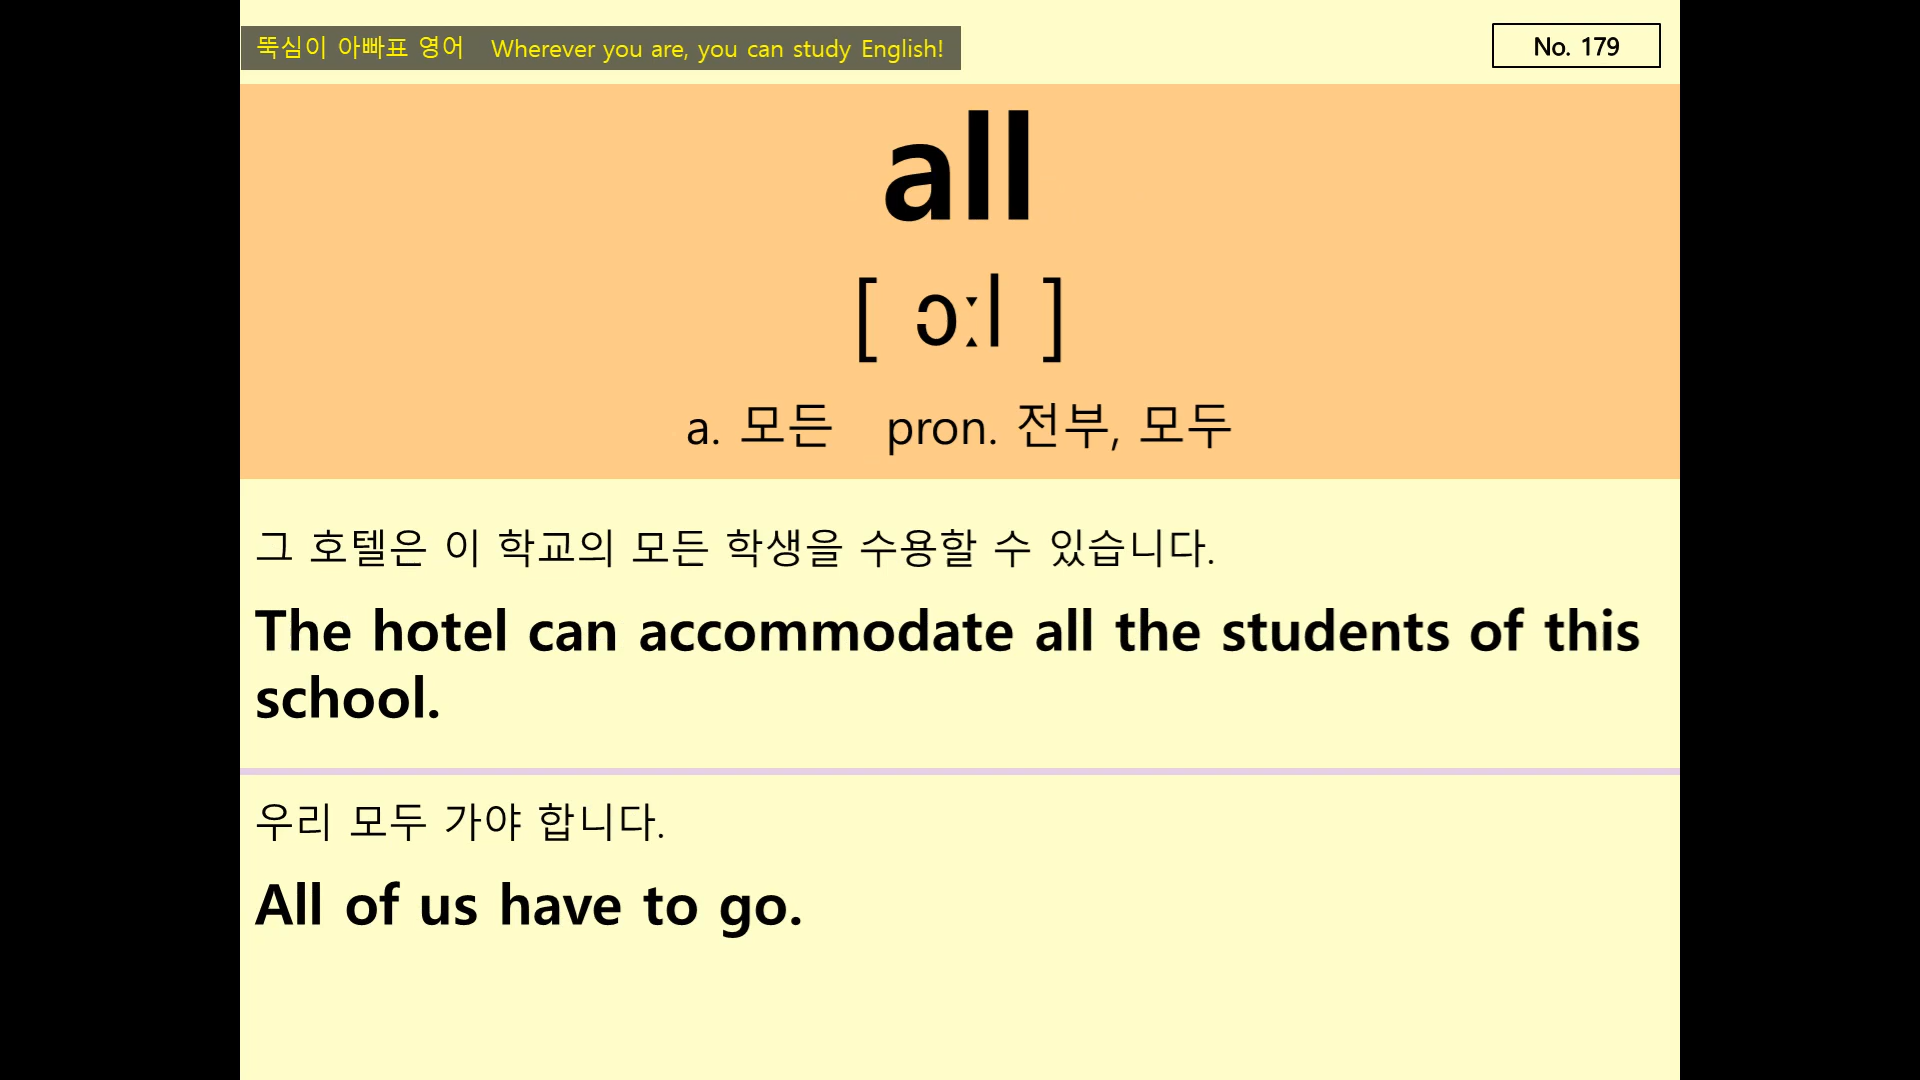 뚝심이 아빠표 영어 Wherever you are, you can study English!
No. 179
all
[ ɔːl ]
a. 모든 pron. 전부, 모두
그 호텔은 이 학교의 모든 학생을 수용할 수 있습니다.
The hotel can accommodate all the students of this
school.
우리 모두 가야 합니다.
All of us have to go.